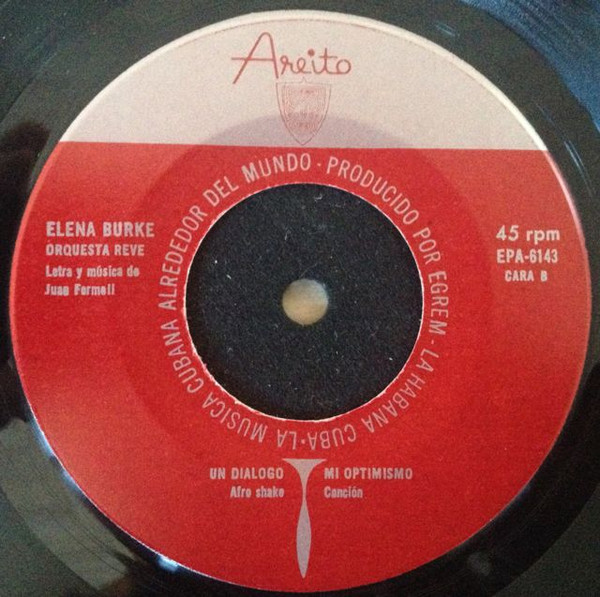 Areito
ELENA BURKE
ORQUESTA REVE
Letra y música de
Juan Formell
45 rpm
EPA-6143
CARA B
LA MUSICA CUBANA ALREDEDOR DEL MUNDO · PRODUCIDO POR EGREM - LA HABANA CUBA ·
UN DIALOGO
Afro shake
MI OPTIMISMO
Canción